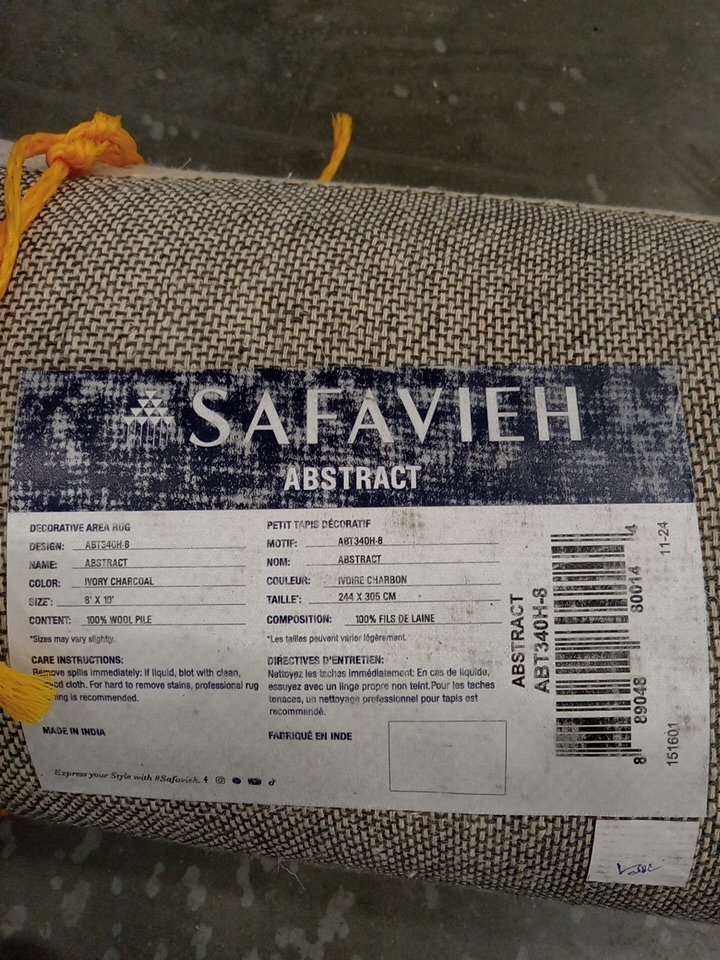 SAFAVIEH
ABSTRACT
DECORATIVE AREA RUG
DESIGN: ABT340H-8
NAME: ABSTRACT
COLOR: IVORY CHARCOAL
SIZE*: 8' X 10'
CONTENT: 100% WOOL PILE
*Sizes may vary slightly.
CARE INSTRUCTIONS:
Remove spills immediately: if liquid, blot with clean,
cloth. For hard to remove stains, professional rug
is recommended.
MADE IN INDIA
PETIT TAPIS DÉCORATIF
MOTIF: ABT340H-8
NOM: ABSTRACT
COULEUR: IVOIRE CHARBON
TAILLE*: 244 X 305 CM
COMPOSITION: 100% FILS DE LAINE
*Les tailles peuvent varier légèrement.
DIRECTIVES D'ENTRETIEN:
Nettoyez les taches immédiatement: En cas de liquide,
essuyez avec un linge propre non teint.Pour les taches
tenaces, un nettoyage professionnel pour tapis est
recommendé.
FABRIQUÉ EN INDE
Express your Style with #Safavieh.
ABSTRACT
ABT340H-8
8 89048 80014 4
151601 11-24